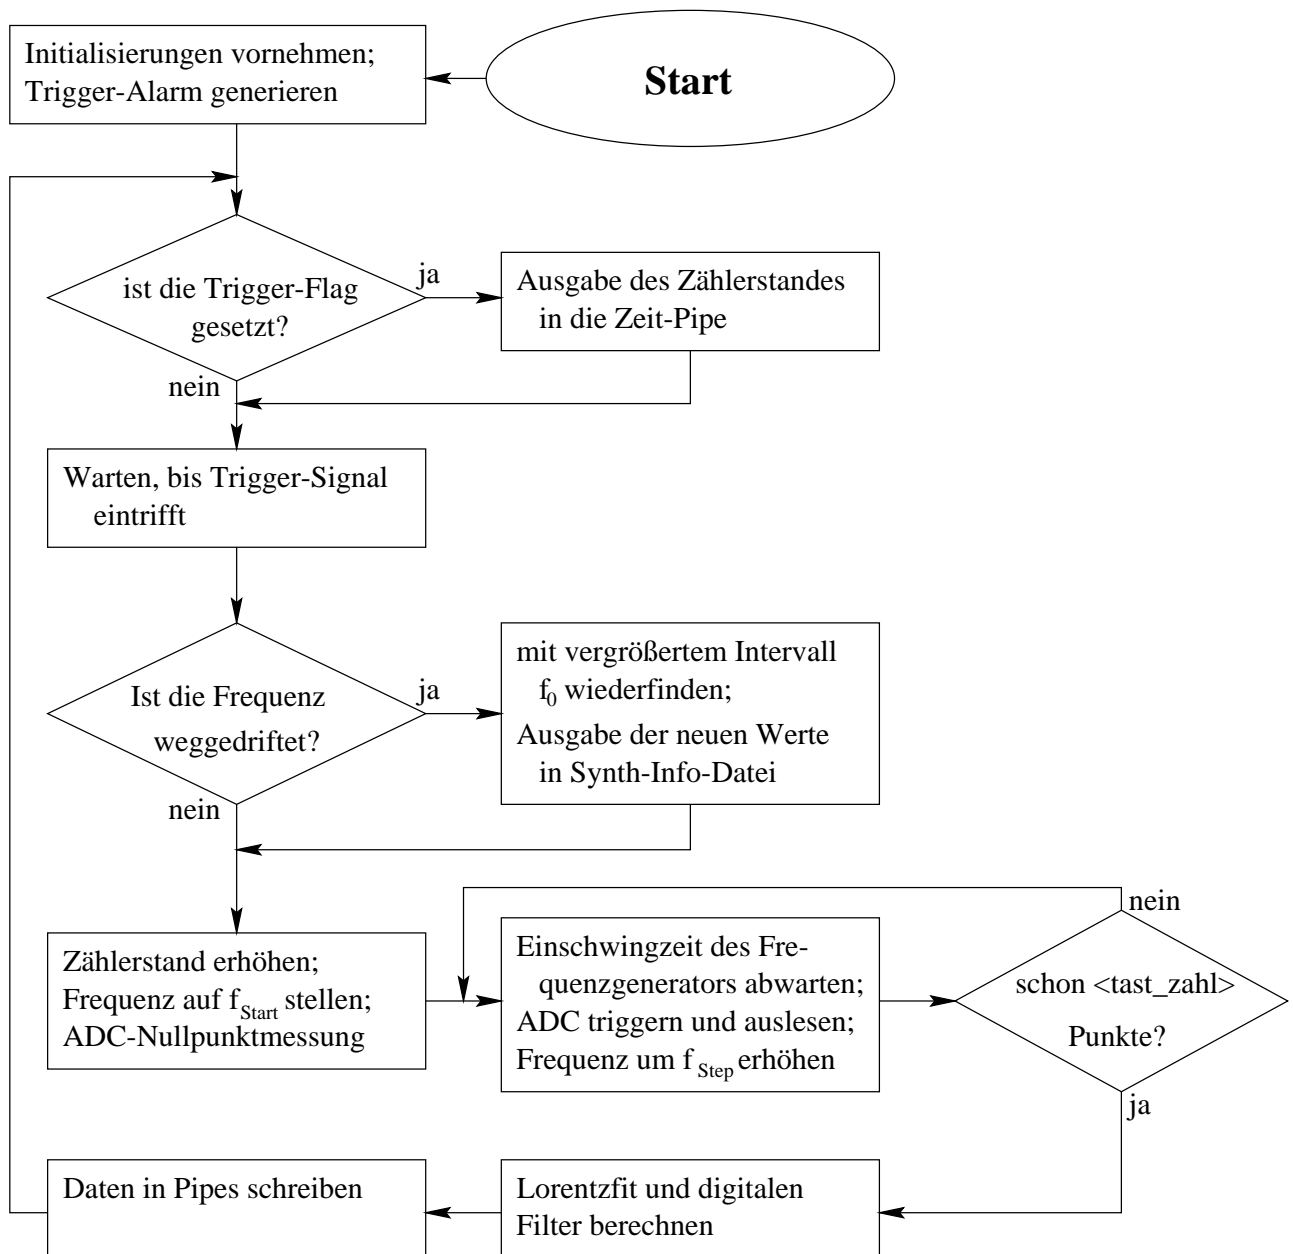 Start
Initialisierungen vornehmen;
Trigger-Alarm generieren
ist die Trigger-Flag
gesetzt?
ja
nein
Ausgabe des Zählerstandes
in die Zeit-Pipe
Warten, bis Trigger-Signal
eintrifft
Ist die Frequenz
weggedriftet?
ja
nein
mit vergrößertem Intervall
f0 wiederfinden;
Ausgabe der neuen Werte
in Synth-Info-Datei
Zählerstand erhöhen;
Frequenz auf fStart stellen;
ADC-Nullpunktmessung
Einschwingzeit des Fre-
quenzgenerators abwarten;
ADC triggern und auslesen;
Frequenz um fStep erhöhen
schon <tast_zahl>
Punkte?
nein
ja
Lorentzfit und digitalen
Filter berechnen
Daten in Pipes schreiben